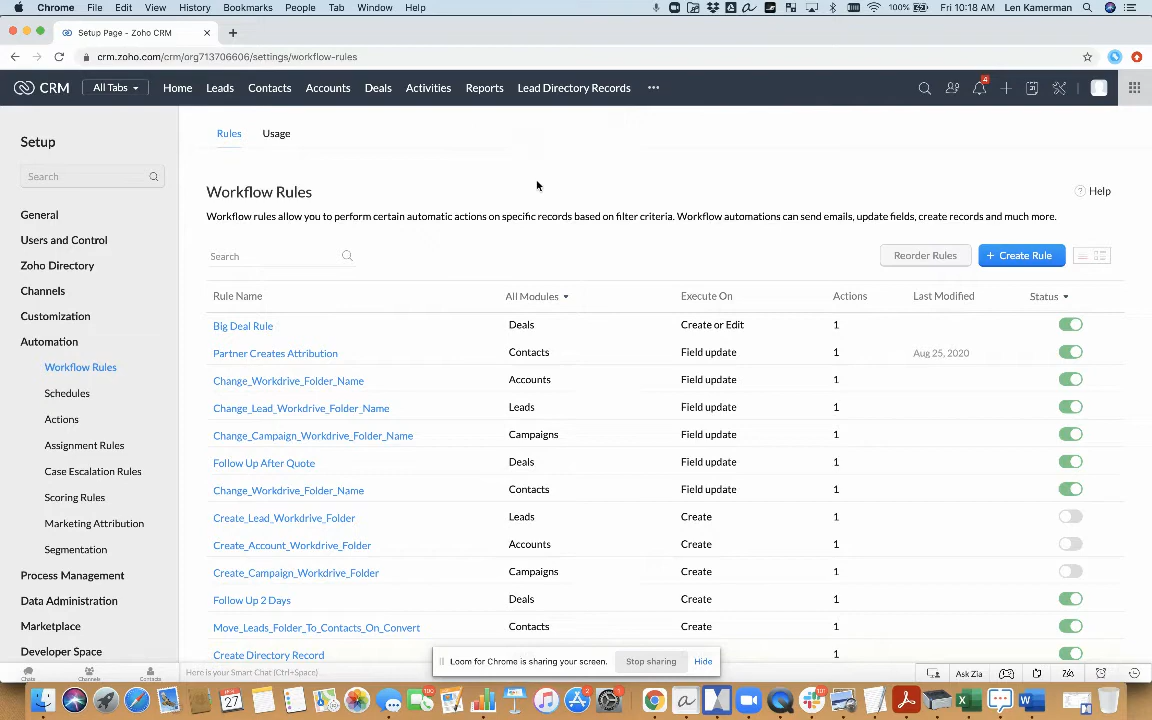 Chrome File Edit View History Bookmarks People Tab Window Help 100% Fri 10:18 AM Len Kamerman
Setup Page - Zoho CRM
crm.zoho.com/crm/org713706606/settings/workflow-rules
CRM All Tabs Home Leads Contacts Accounts Deals Activities Reports Lead Directory Records ••• 4
Setup
Search
General
Users and Control
Zoho Directory
Channels
Customization
Automation
Workflow Rules
Schedules
Actions
Assignment Rules
Case Escalation Rules
Scoring Rules
Marketing Attribution
Segmentation
Process Management
Data Administration
Marketplace
Developer Space
Rules Usage
Workflow Rules
Help
Workflow rules allow you to perform certain automatic actions on specific records based on filter criteria. Workflow automations can send emails, update fields, create records and much more.
Search Reorder Rules + Create Rule
Rule Name All Modules Execute On Actions Last Modified Status
Big Deal Rule Deals Create or Edit 1
Partner Creates Attribution Contacts Field update 1 Aug 25, 2020
Change_Workdrive_Folder_Name Accounts Field update 1
Change_Lead_Workdrive_Folder_Name Leads Field update 1
Change_Campaign_Workdrive_Folder_Name Campaigns Field update 1
Follow Up After Quote Deals Field update 1
Change_Workdrive_Folder_Name Contacts Field update 1
Create_Lead_Workdrive_Folder Leads Create 1
Create_Account_Workdrive_Folder Accounts Create 1
Create_Campaign_Workdrive_Folder Campaigns Create 1
Follow Up 2 Days Deals Create 1
Move_Leads_Folder_To_Contacts_On_Convert Contacts Create 1
Create Directory Record 1
Loom for Chrome is sharing your screen. Stop sharing Hide
Chats Channels Contacts Here is your Smart Chat (Ctrl+Space) Ask Zia